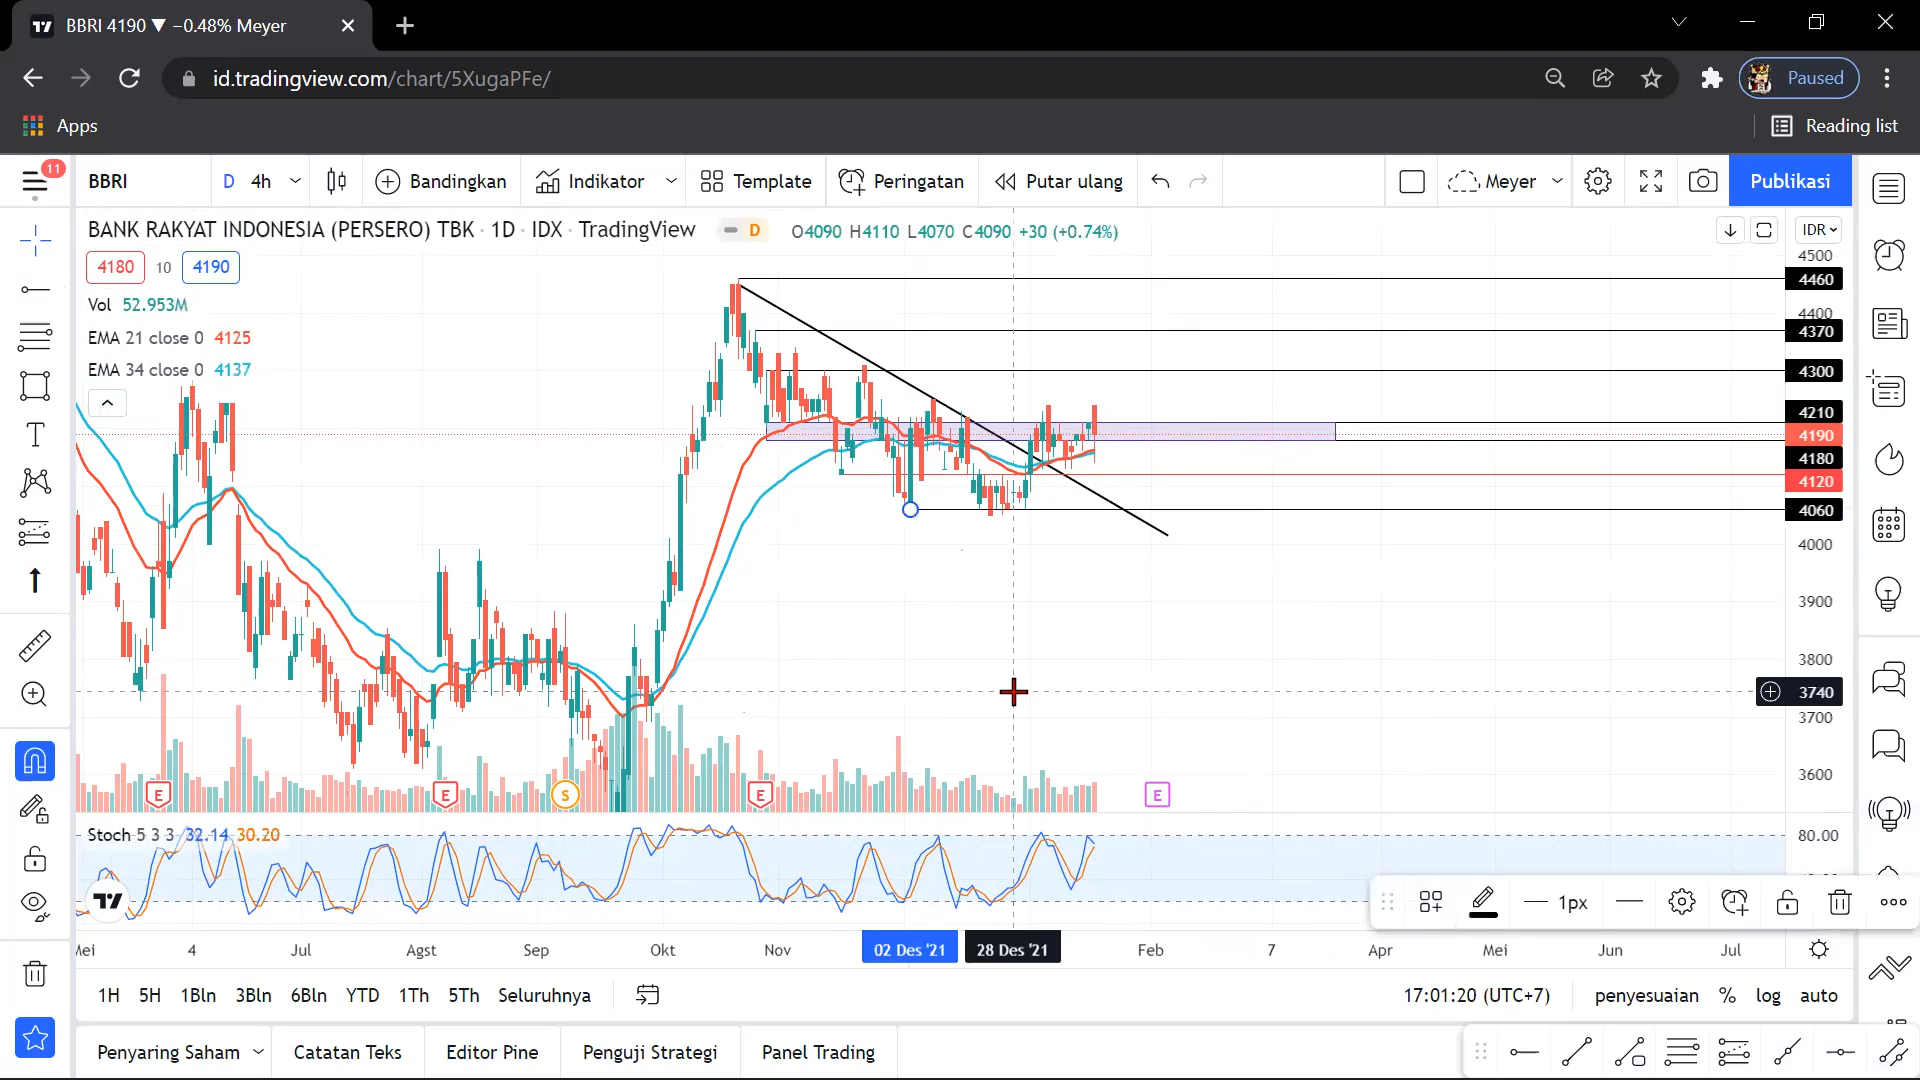 BBRI 4190 ▼ −0.48% Meyer
id.tradingview.com/chart/5XugaPFe/
Paused
Apps
Reading list
11
BBRI
D 4h
Bandingkan
Indikator
Template
Peringatan
Putar ulang
Meyer
Publikasi
BANK RAKYAT INDONESIA (PERSERO) TBK · 1D · IDX · TradingView
D
O4090 H4110 L4070 C4090 +30 (+0.74%)
IDR
4180 10 4190
Vol 52.953M
EMA 21 close 0 4125
EMA 34 close 0 4137
4500
4460
4400
4370
4300
4210
4190
4180
4120
4060
4000
3900
3800
3740
3700
3600
E E S E E
Stoch 5 3 3 32.14 30.20
80.00
1px
Mei 4 Jul Agst Sep Okt Nov 02 Des '21 28 Des '21 Feb 7 Apr Mei Jun Jul
1H 5H 1Bln 3Bln 6Bln YTD 1Th 5Th Seluruhnya
17:01:20 (UTC+7)
penyesuaian % log auto
Penyaring Saham
Catatan Teks
Editor Pine
Penguji Strategi
Panel Trading